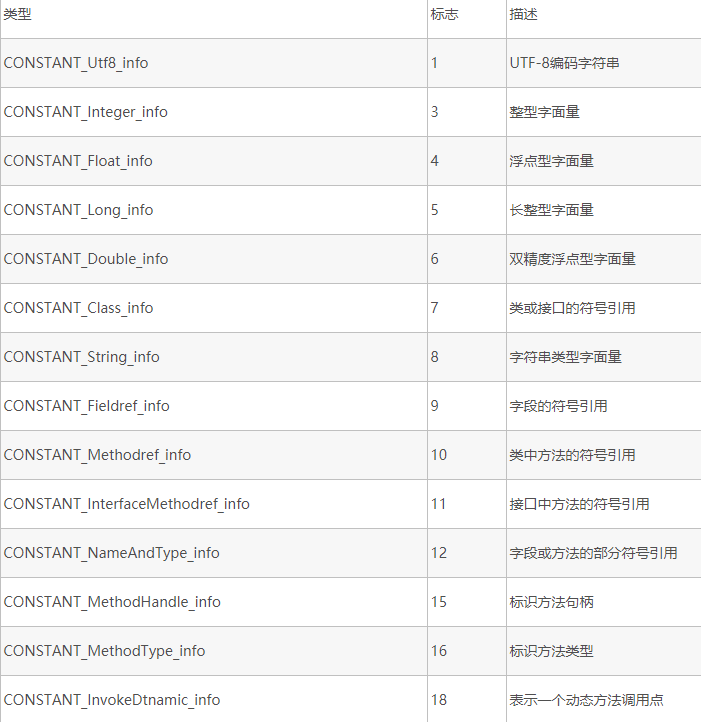 类型 标志 描述
CONSTANT_Utf8_info 1 UTF-8编码字符串
CONSTANT_Integer_info 3 整型字面量
CONSTANT_Float_info 4 浮点型字面量
CONSTANT_Long_info 5 长整型字面量
CONSTANT_Double_info 6 双精度浮点型字面量
CONSTANT_Class_info 7 类或接口的符号引用
CONSTANT_String_info 8 字符串类型字面量
CONSTANT_Fieldref_info 9 字段的符号引用
CONSTANT_Methodref_info 10 类中方法的符号引用
CONSTANT_InterfaceMethodref_info 11 接口中方法的符号引用
CONSTANT_NameAndType_info 12 字段或方法的部分符号引用
CONSTANT_MethodHandle_info 15 标识方法句柄
CONSTANT_MethodType_info 16 标识方法类型
CONSTANT_InvokeDtnamic_info 18 表示一个动态方法调用点